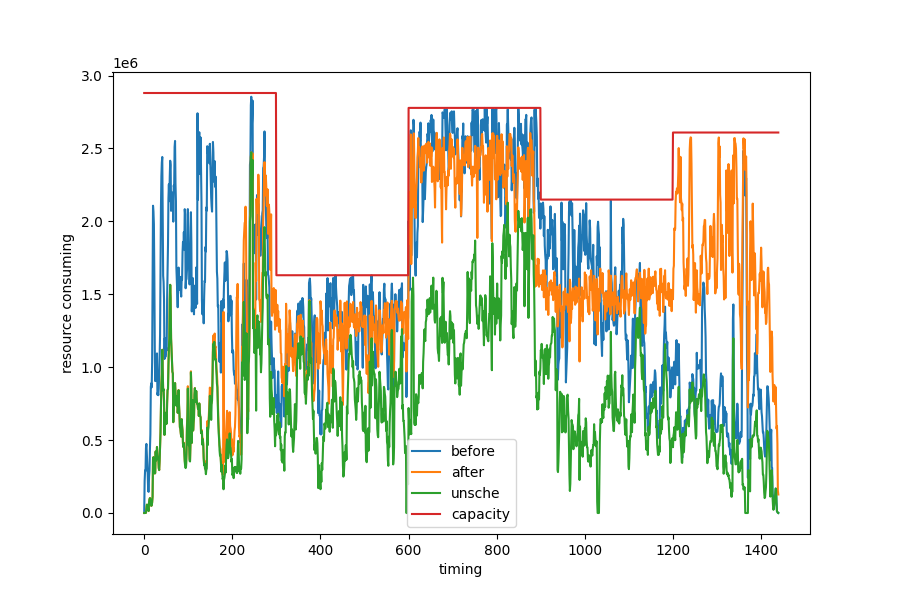 1e6
3.0
2.5
2.0
1.5
1.0
0.5
0.0
resource consuming
before
after
unsche
capacity
0 200 400 600 800 1000 1200 1400
timing